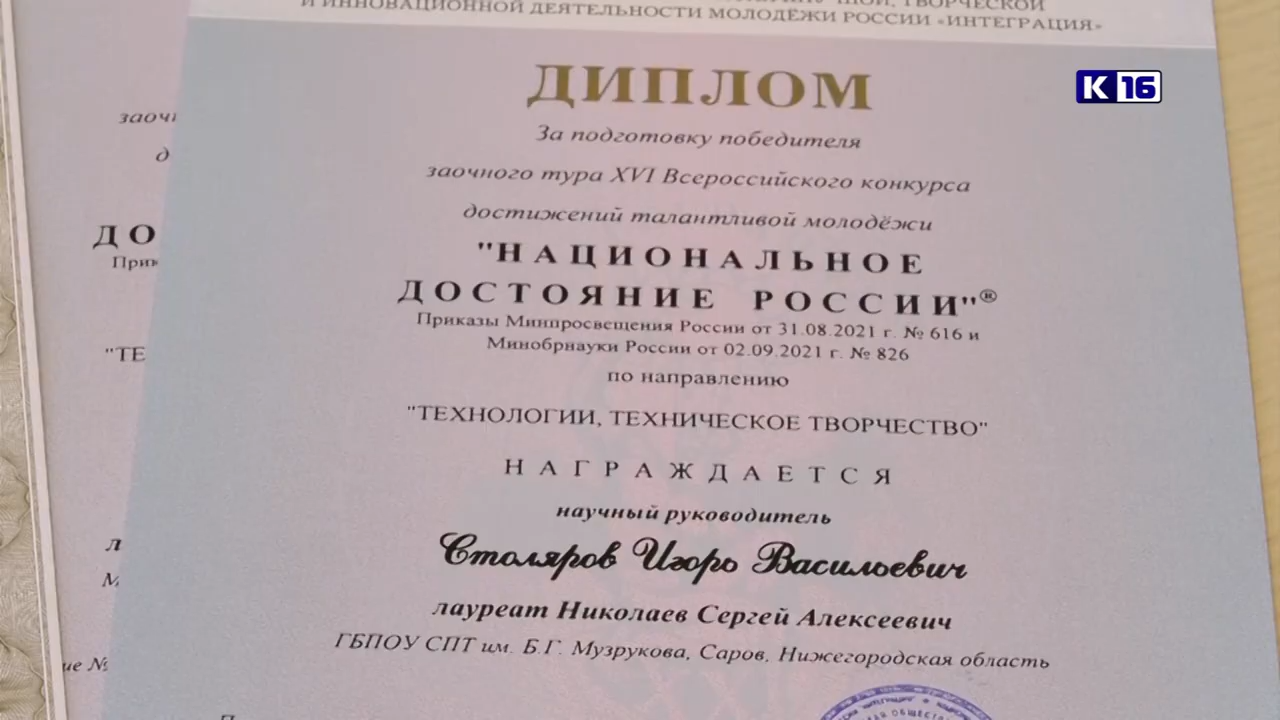 И ИННОВАЦИОННОЙ ДЕЯТЕЛЬНОСТИ МОЛОДЁЖИ РОССИИ «ИНТЕГРАЦИЯ»
К 16
ДИПЛОМ
За подготовку победителя
заочного тура XVI Всероссийского конкурса
достижений талантливой молодёжи
"НАЦИОНАЛЬНОЕ
ДОСТОЯНИЕ РОССИИ"®
Приказы Минпросвещения России от 31.08.2021 г. № 616 и
Минобрнауки России от 02.09.2021 г. № 826
по направлению
"ТЕХНОЛОГИИ, ТЕХНИЧЕСКОЕ ТВОРЧЕСТВО"
НАГРАЖДАЕТСЯ
научный руководитель
Столяров Игорь Васильевич
лауреат Николаев Сергей Алексеевич
ГБПОУ СПТ им. Б.Г. Музрукова, Саров, Нижегородская область